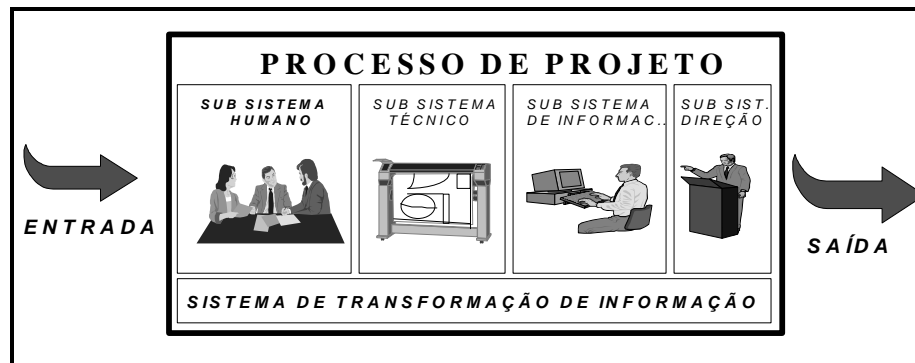 PROCESSO DE PROJETO
SUB SISTEMA
HUMANO
SUB SISTEMA
TÉCNICO
SUB SISTEMA
DE INFORMAC..
SUB SIST.
DIREÇÃO
ENTRADA
SAÍDA
SISTEMA DE TRANSFORMAÇÃO DE INFORMAÇÃO